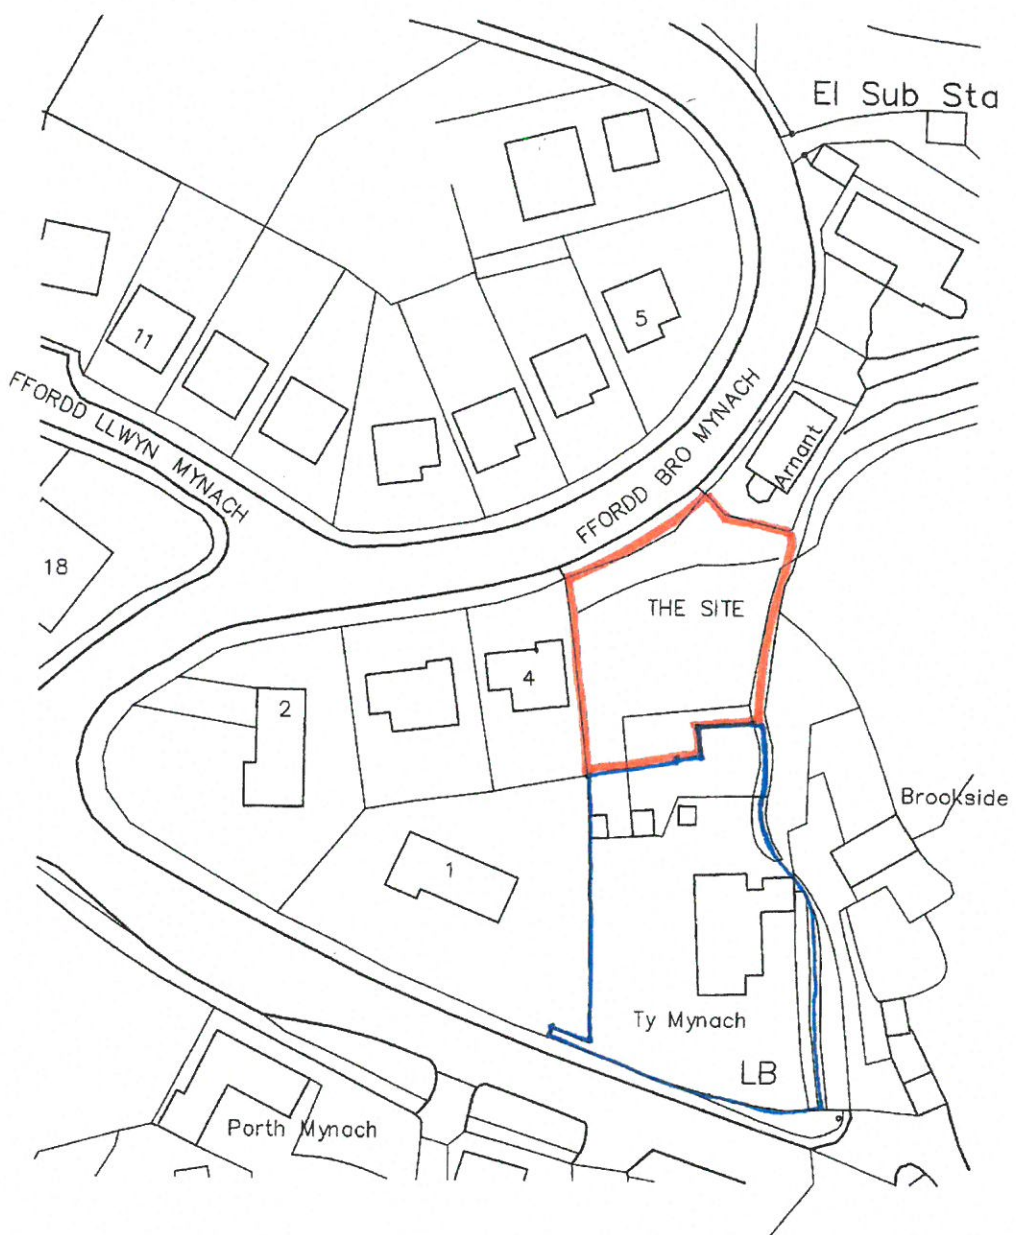 El Sub Sta
5
11
FFORDD LLWYN MYNACH
FFORDD BRO MYNACH
Arnant
18
THE SITE
4
2
Brookside
1
Ty Mynach
LB
Porth Mynach